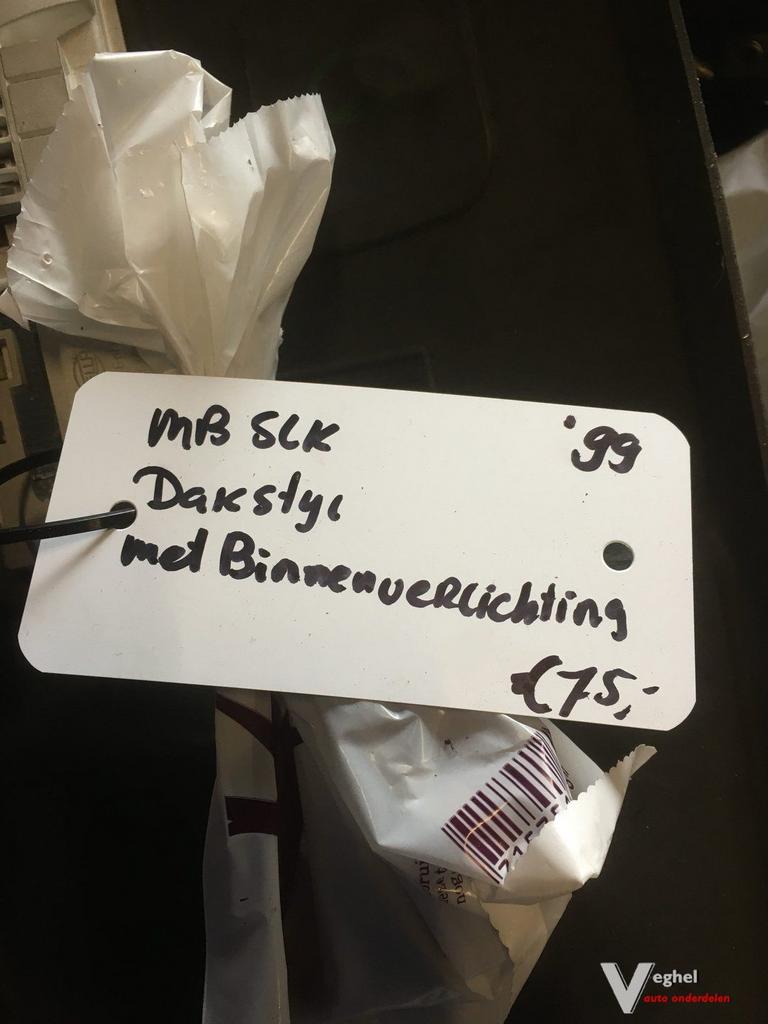 MB SLK '99
Dakstyl
met Binnenverlichting
€75,-
Veghel
auto onderdelen